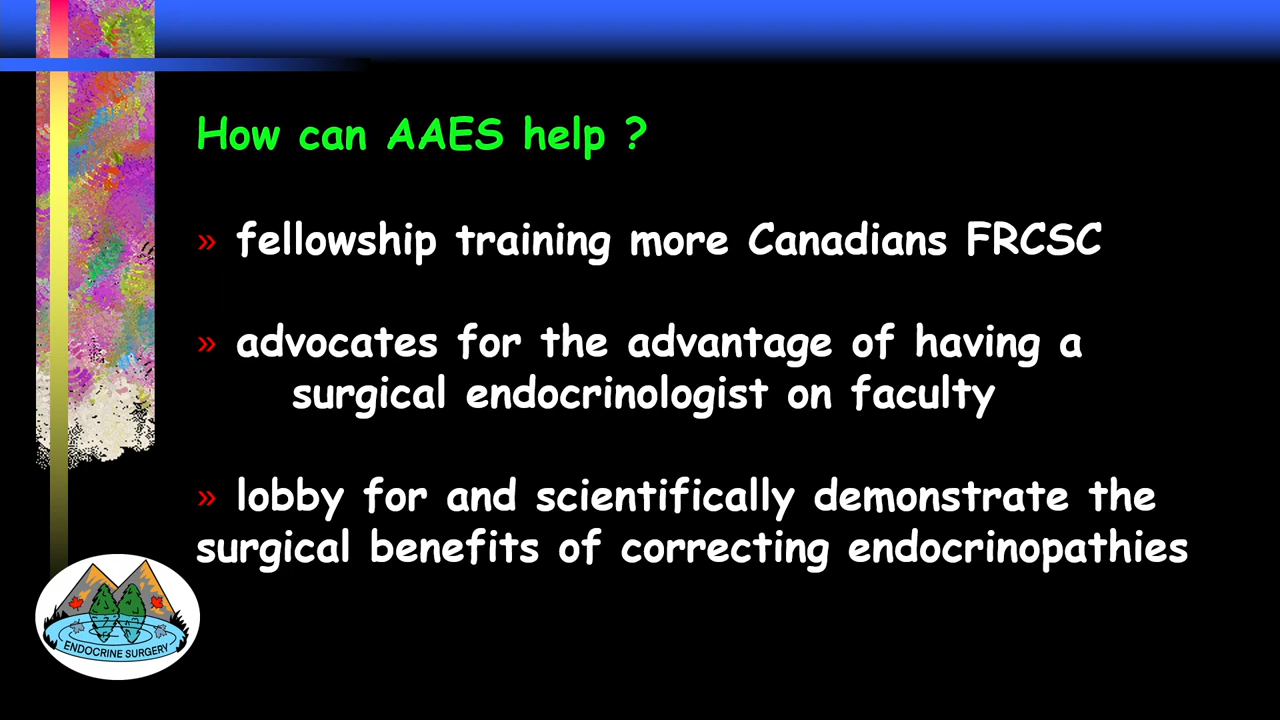 How can AAES help ?
» fellowship training more Canadians FRCSC
» advocates for the advantage of having a
surgical endocrinologist on faculty
» lobby for and scientifically demonstrate the
surgical benefits of correcting endocrinopathies
ENDOCRINE SURGERY